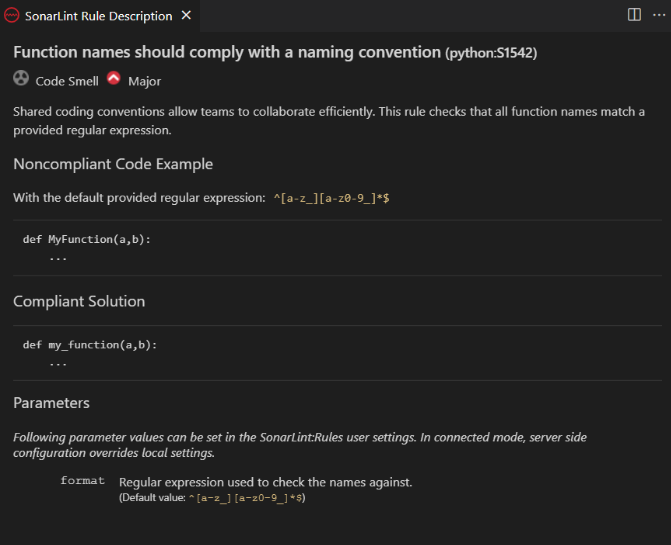 SonarLint Rule Description
Function names should comply with a naming convention (python:S1542)
Code Smell Major
Shared coding conventions allow teams to collaborate efficiently. This rule checks that all function names match a
provided regular expression.
Noncompliant Code Example
With the default provided regular expression: ^[a-z_][a-z0-9_]*$
def MyFunction(a,b):
...
Compliant Solution
def my_function(a,b):
...
Parameters
Following parameter values can be set in the SonarLint:Rules user settings. In connected mode, server side
configuration overrides local settings.
format Regular expression used to check the names against.
(Default value: ^[a-z_][a-z0-9_]*$)